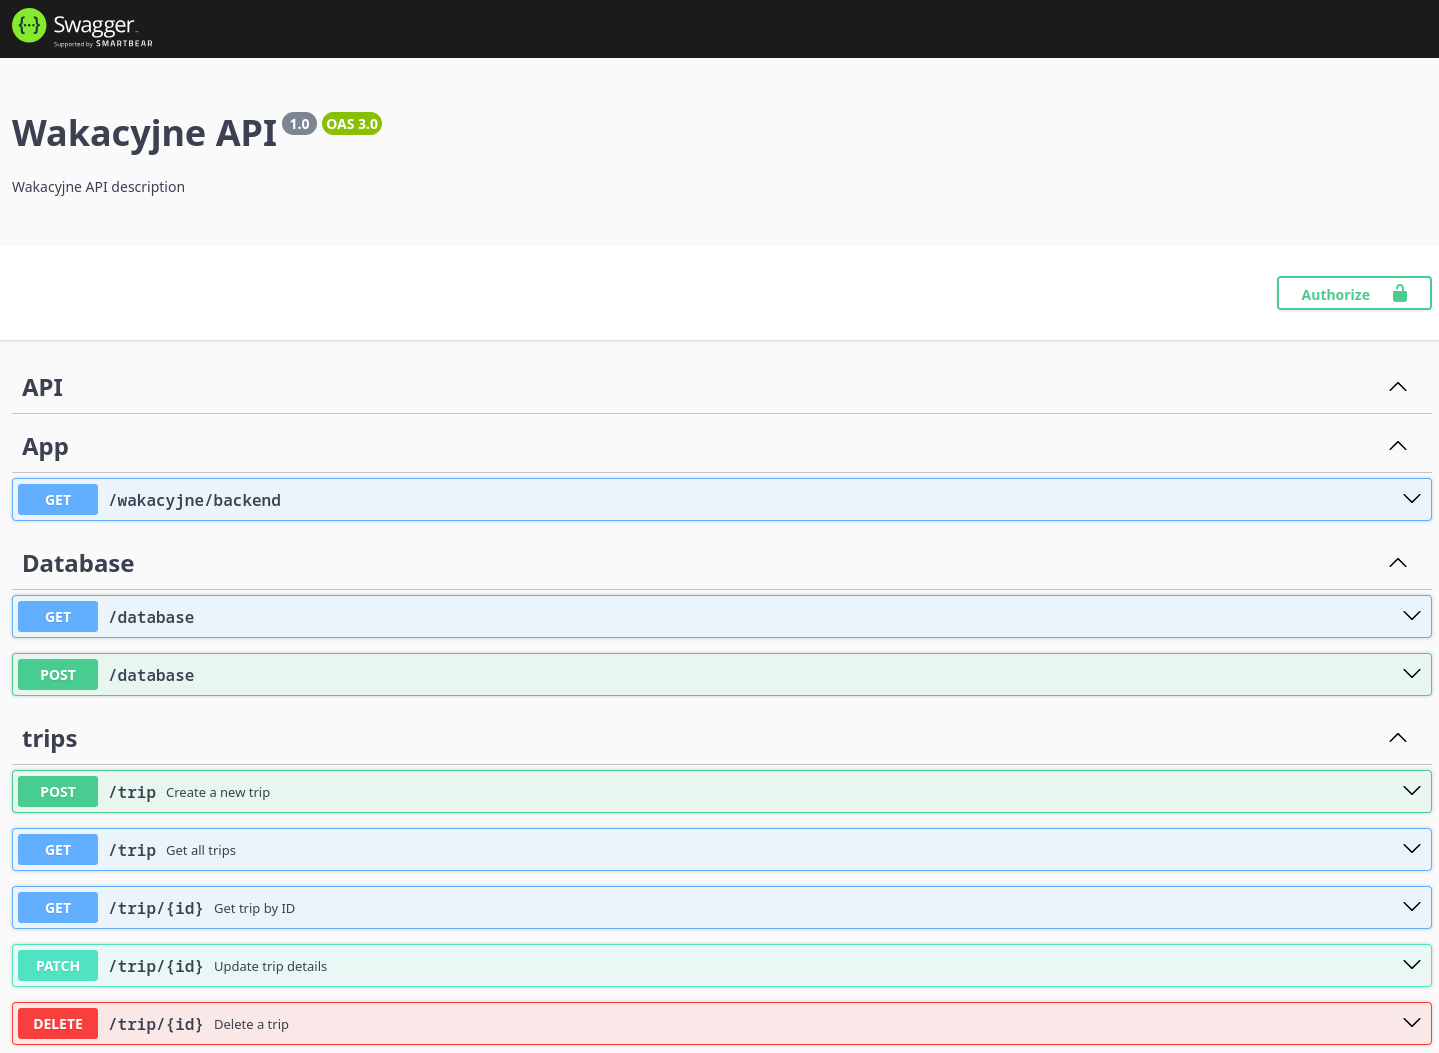 Swagger
Supported by SMARTBEAR
Wakacyjne API 1.0 OAS 3.0
Wakacyjne API description
Authorize
API
App
GET /wakacyjne/backend
Database
GET /database
POST /database
trips
POST /trip Create a new trip
GET /trip Get all trips
GET /trip/{id} Get trip by ID
PATCH /trip/{id} Update trip details
DELETE /trip/{id} Delete a trip